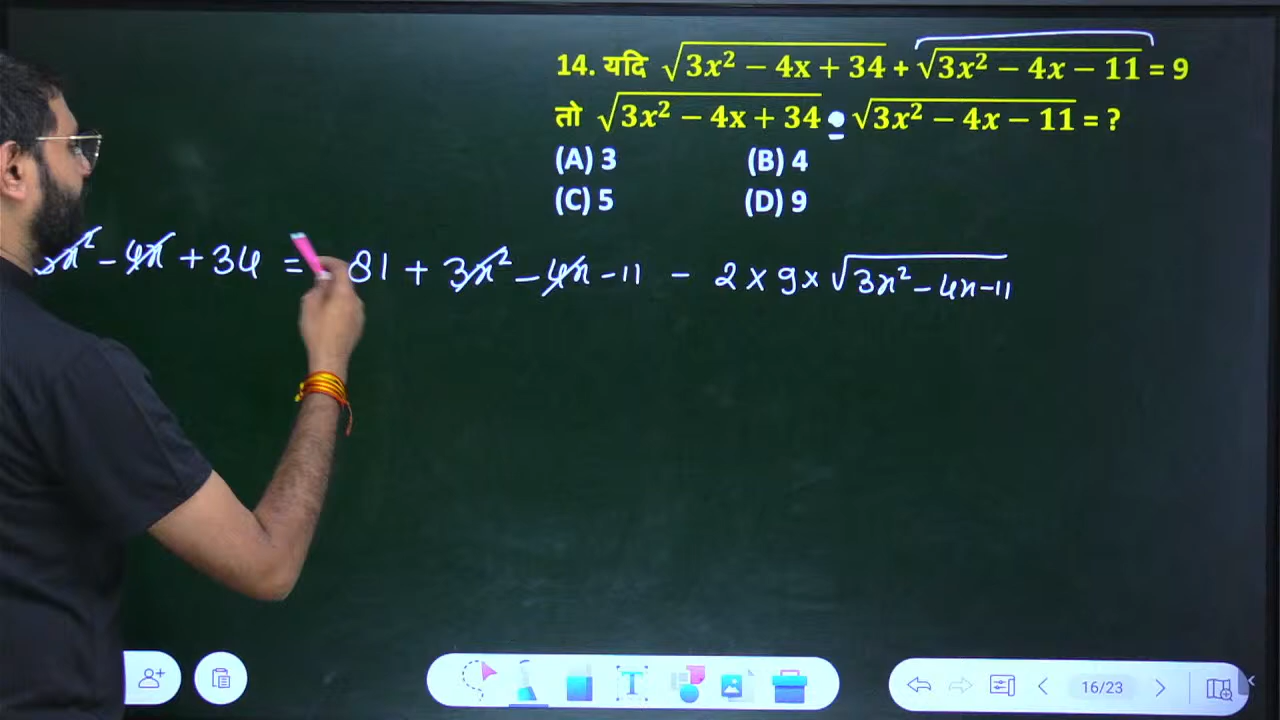 14. यदि √(3x² − 4x + 34) + √(3x² − 4x − 11) = 9
तो √(3x² − 4x + 34) • √(3x² − 4x − 11) = ?
(A) 3 (B) 4
(C) 5 (D) 9
3x² - 4x + 34 = 81 + 3x² - 4x - 11 - 2 × 9 × √(3x² - 4x - 11)
T
16/23